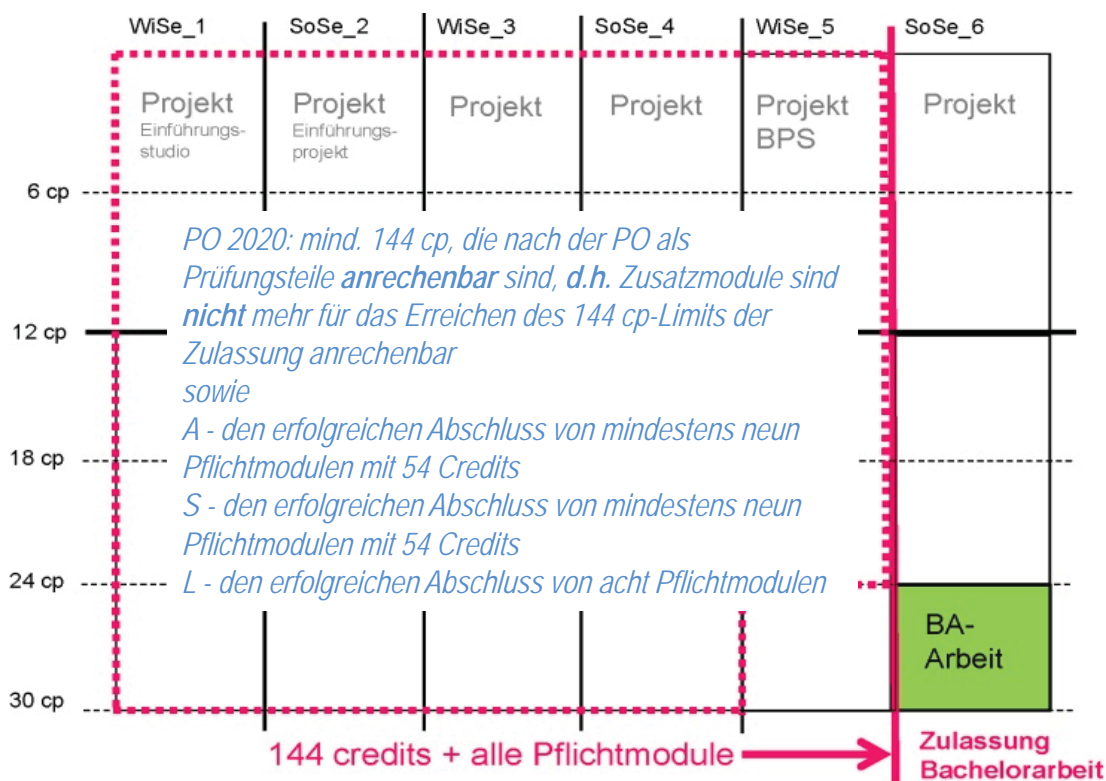 WiSe_1 SoSe_2 WiSe_3 SoSe_4 WiSe_5 SoSe_6
Projekt Projekt Projekt Projekt Projekt Projekt
Einführungs- Einführungs- BPS
studio projekt
6 cp
PO 2020: mind. 144 cp, die nach der PO als
Prüfungsteile anrechenbar sind, d.h. Zusatzmodule sind
nicht mehr für das Erreichen des 144 cp-Limits der
12 cp
Zulassung anrechenbar
sowie
A - den erfolgreichen Abschluss von mindestens neun
18 cp
Pflichtmodulen mit 54 Credits
S - den erfolgreichen Abschluss von mindestens neun
Pflichtmodulen mit 54 Credits
24 cp
L - den erfolgreichen Abschluss von acht Pflichtmodulen
BA-
Arbeit
30 cp
144 credits + alle Pflichtmodule
Zulassung
Bachelorarbeit